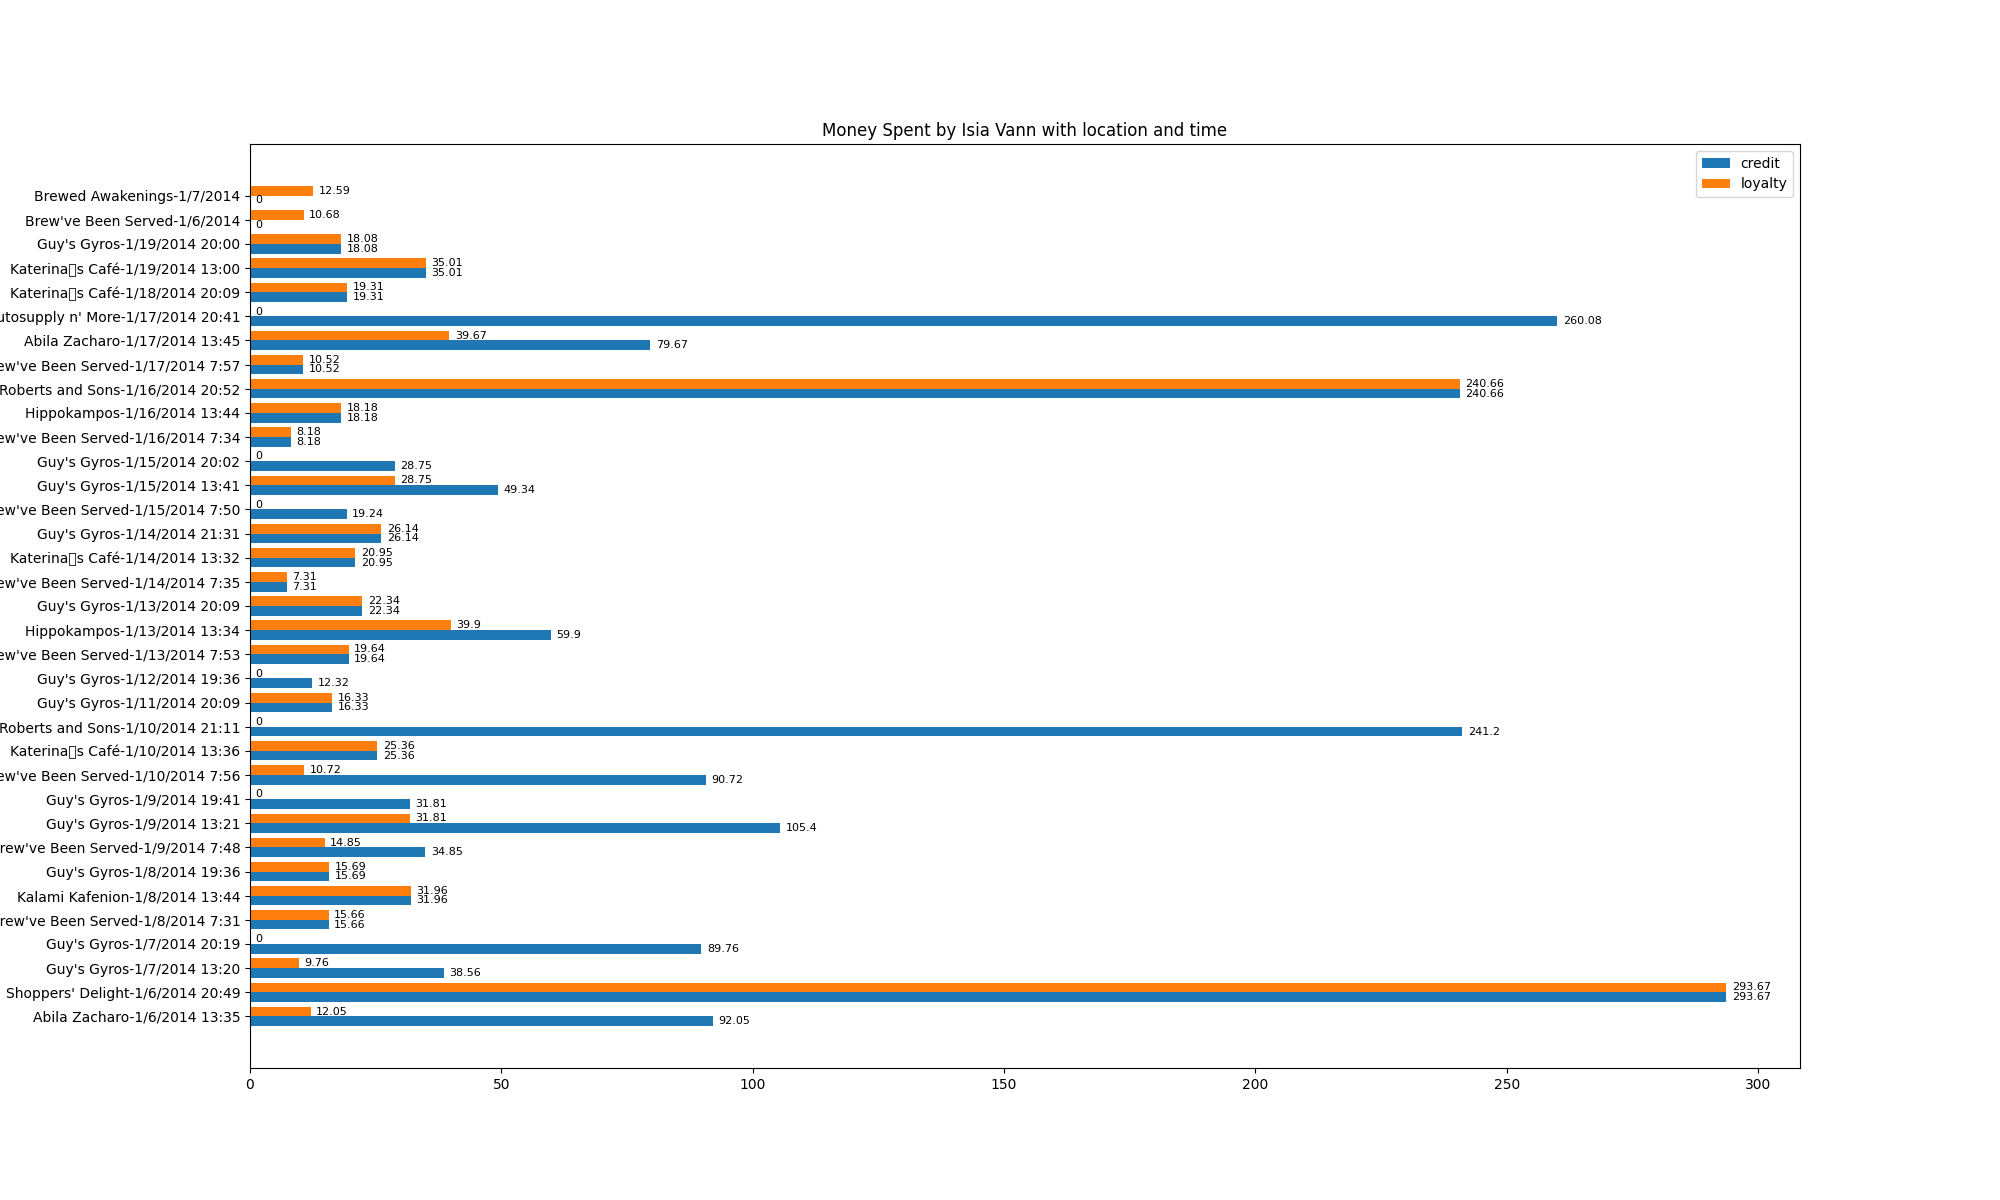 Money Spent by Isia Vann with location and time
credit
loyalty
Brewed Awakenings-1/7/2014 12.59 0
Brew've Been Served-1/6/2014 10.68 0
Guy's Gyros-1/19/2014 20:00 18.08 18.08
Katerina▯s Café-1/19/2014 13:00 35.01 35.01
Katerina▯s Café-1/18/2014 20:09 19.31 19.31
utosupply n' More-1/17/2014 20:41 0 260.08
Abila Zacharo-1/17/2014 13:45 39.67 79.67
ew've Been Served-1/17/2014 7:57 10.52 10.52
Roberts and Sons-1/16/2014 20:52 240.66 240.66
Hippokampos-1/16/2014 13:44 18.18 18.18
ew've Been Served-1/16/2014 7:34 8.18 8.18
Guy's Gyros-1/15/2014 20:02 0 28.75
Guy's Gyros-1/15/2014 13:41 28.75 49.34
ew've Been Served-1/15/2014 7:50 0 19.24
Guy's Gyros-1/14/2014 21:31 26.14 26.14
Katerina▯s Café-1/14/2014 13:32 20.95 20.95
ew've Been Served-1/14/2014 7:35 7.31 7.31
Guy's Gyros-1/13/2014 20:09 22.34 22.34
Hippokampos-1/13/2014 13:34 39.9 59.9
ew've Been Served-1/13/2014 7:53 19.64 19.64
Guy's Gyros-1/12/2014 19:36 0 12.32
Guy's Gyros-1/11/2014 20:09 16.33 16.33
Roberts and Sons-1/10/2014 21:11 0 241.2
Katerina▯s Café-1/10/2014 13:36 25.36 25.36
ew've Been Served-1/10/2014 7:56 10.72 90.72
Guy's Gyros-1/9/2014 19:41 0 31.81
Guy's Gyros-1/9/2014 13:21 31.81 105.4
rew've Been Served-1/9/2014 7:48 14.85 34.85
Guy's Gyros-1/8/2014 19:36 15.69 15.69
Kalami Kafenion-1/8/2014 13:44 31.96 31.96
rew've Been Served-1/8/2014 7:31 15.66 15.66
Guy's Gyros-1/7/2014 20:19 0 89.76
Guy's Gyros-1/7/2014 13:20 9.76 38.56
Shoppers' Delight-1/6/2014 20:49 293.67 293.67
Abila Zacharo-1/6/2014 13:35 12.05 92.05
0 50 100 150 200 250 300